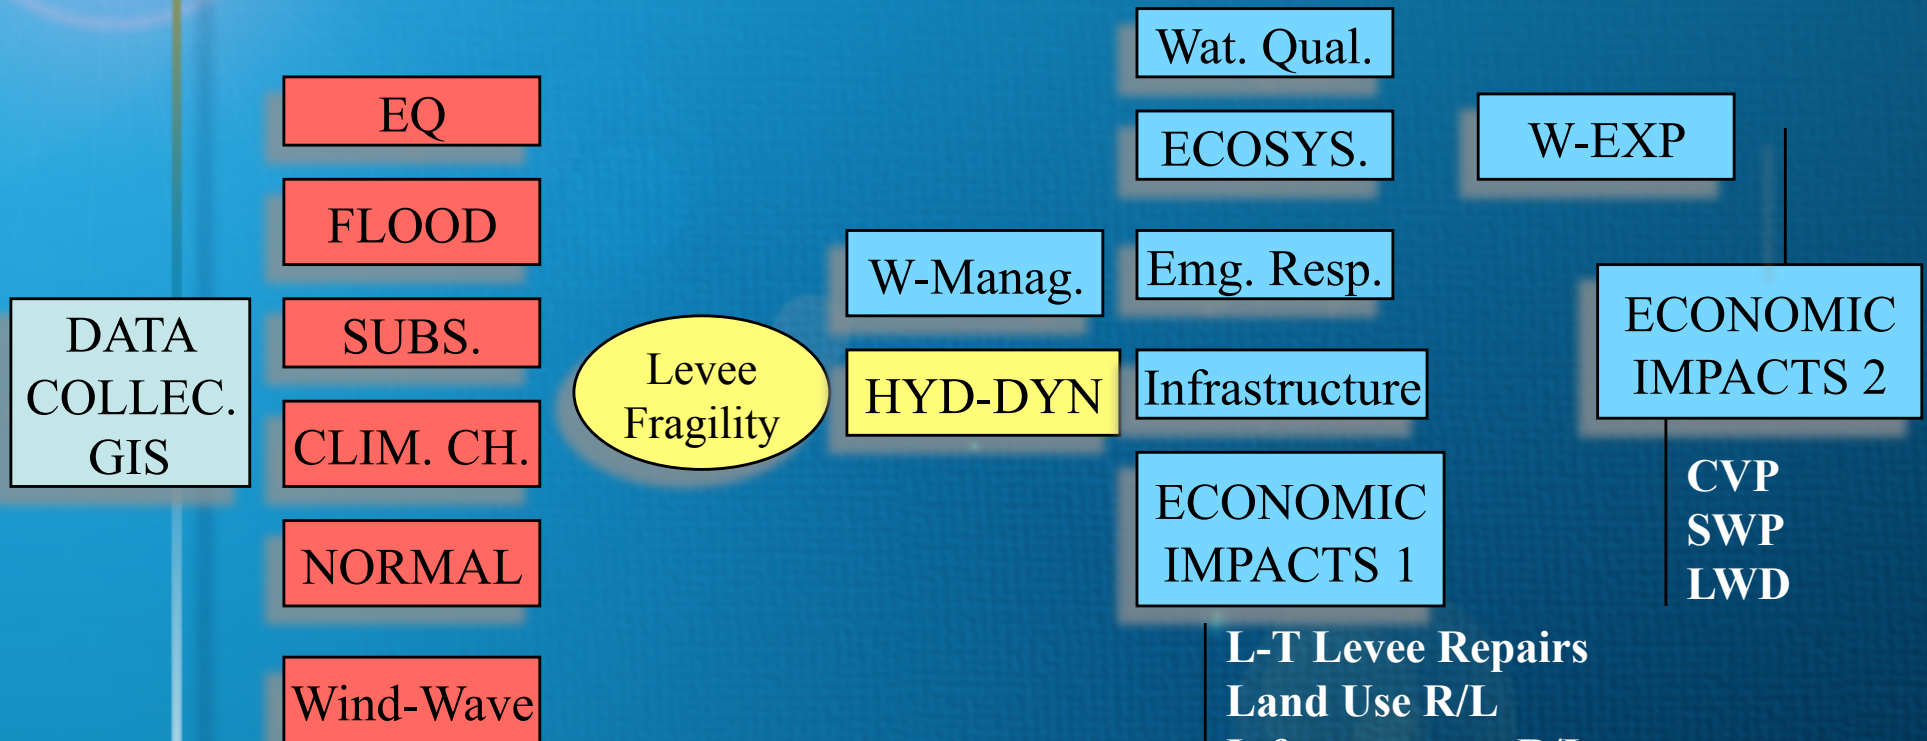 DATA
COLLEC.
GIS
EQ
FLOOD
SUBS.
CLIM. CH.
NORMAL
Wind-Wave
Levee
Fragility
W-Manag.
HYD-DYN
Wat. Qual.
ECOSYS.
Emg. Resp.
Infrastructure
ECONOMIC
IMPACTS 1
L-T Levee Repairs
Land Use R/L
W-EXP
ECONOMIC
IMPACTS 2
CVP
SWP
LWD